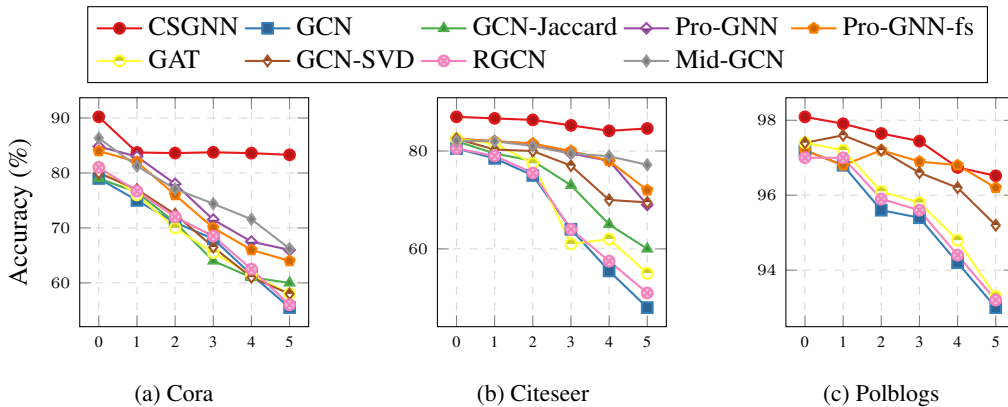 CSGNN GCN GCN-Jaccard Pro-GNN Pro-GNN-fs
GAT GCN-SVD RGCN Mid-GCN
Accuracy (%)
90
80
70
60
0 1 2 3 4 5
(a) Cora
80
60
0 1 2 3 4 5
(b) Citeseer
98
96
94
0 1 2 3 4 5
(c) Polblogs